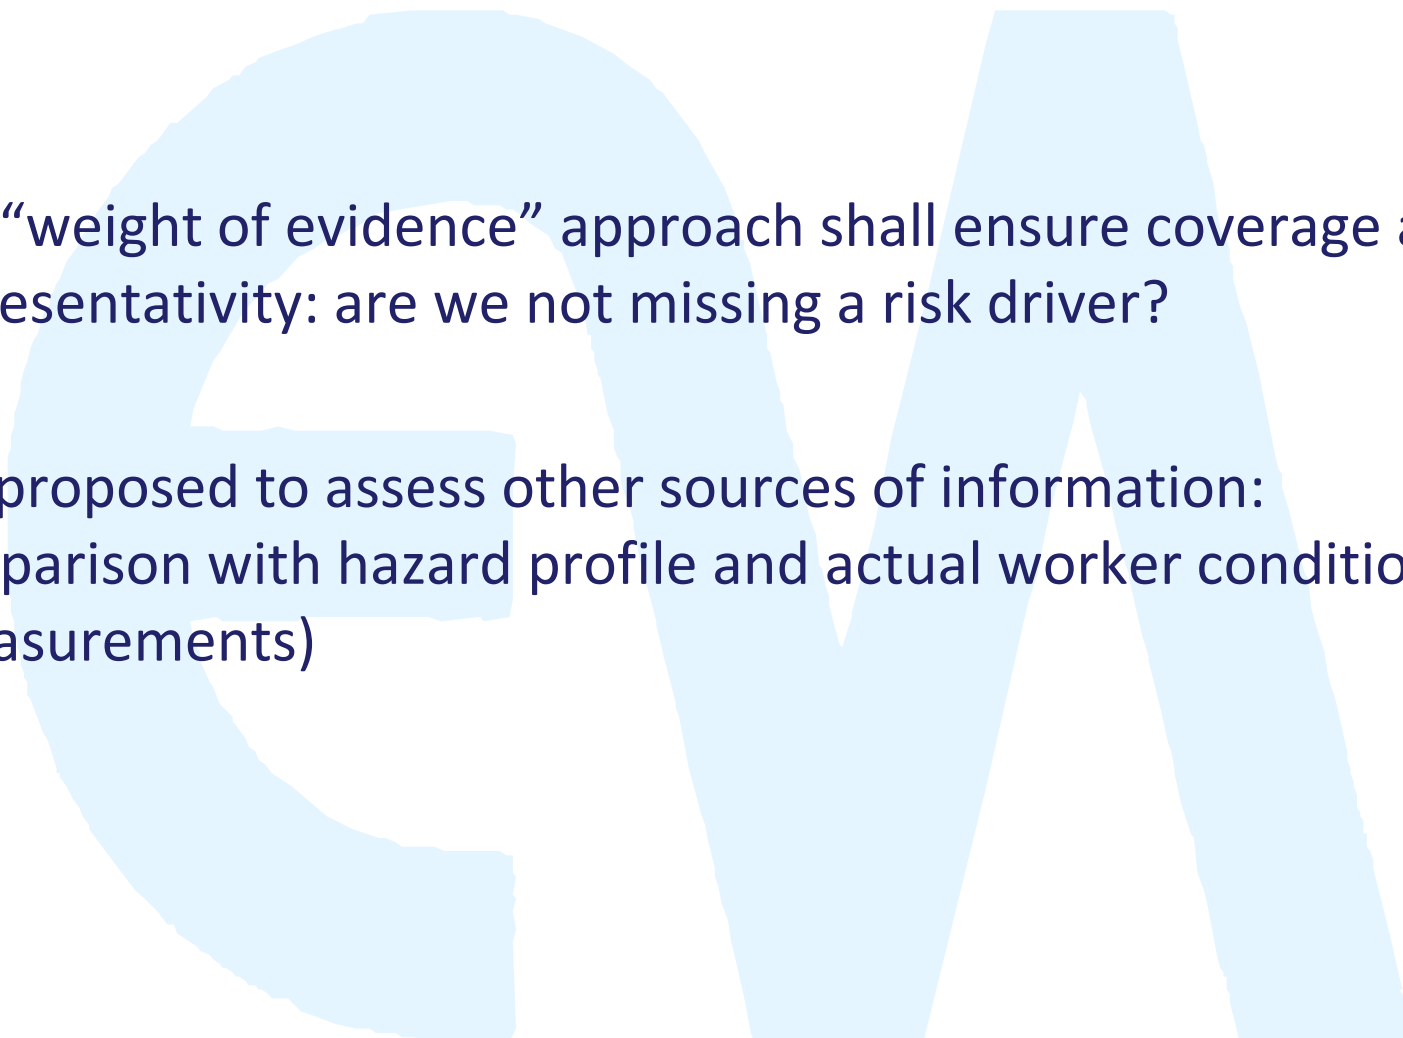 “weight of evidence” approach shall ensure coverage
esentativity: are we not missing a risk driver?
proposed to assess other sources of information:
parison with hazard profile and actual worker conditio
asurements)